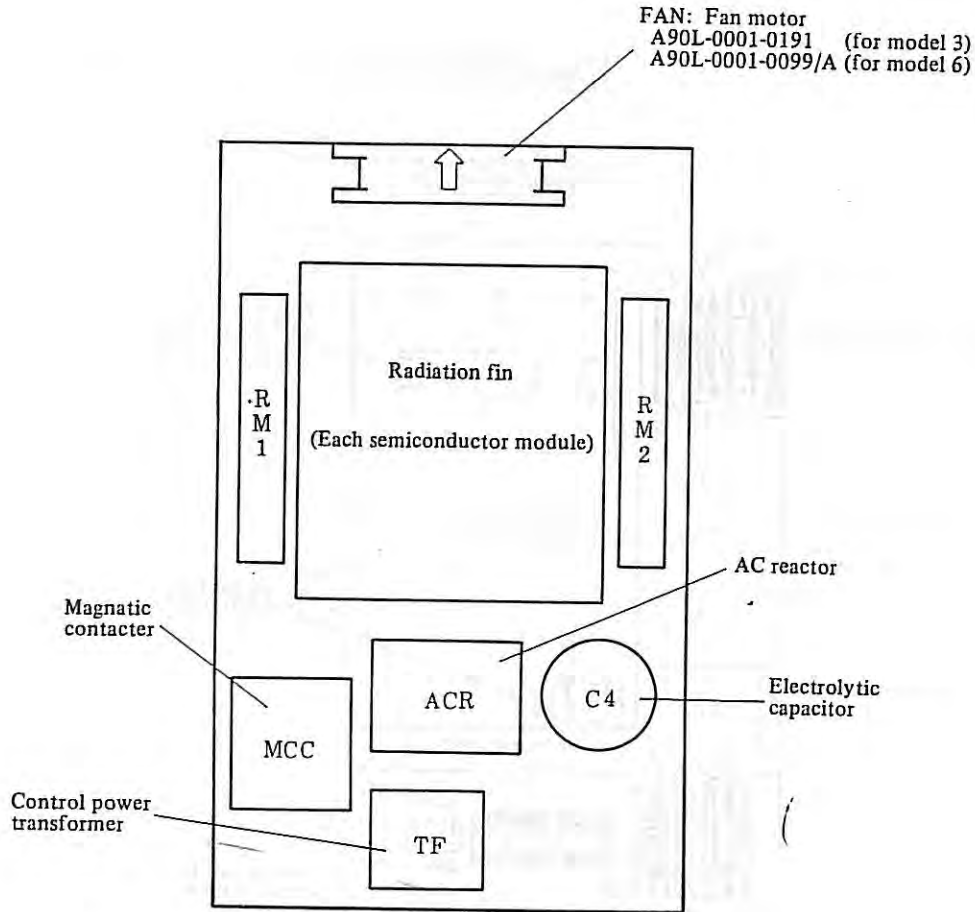 FAN: Fan motor
A90L-0001-0191 (for model 3)
A90L-0001-0099/A (for model 6)
Radiation fin
(Each semiconductor module)
R
M
1
R
M
2
AC reactor
Magnatic
contacter
ACR
C4
Electrolytic
capacitor
MCC
Control power
transformer
TF